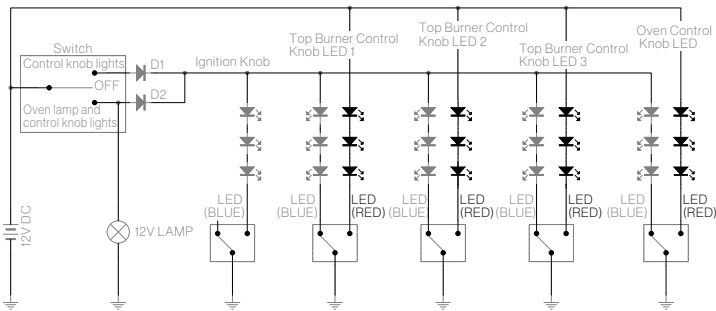 Top Burner Control
Knob LED 1
Top Burner Control
Knob LED 2
Top Burner Control
Knob LED 3
Oven Control
Knob LED
Switch
Control knob lights
D1
Ignition Knob
OFF
D2
Oven lamp and
control knob lights
LED
(BLUE)
LED
(BLUE)
LED
(RED)
LED
(BLUE)
LED
(RED)
LED
(BLUE)
LED
(RED)
LED
(BLUE)
LED
(RED)
12V DC
12V LAMP